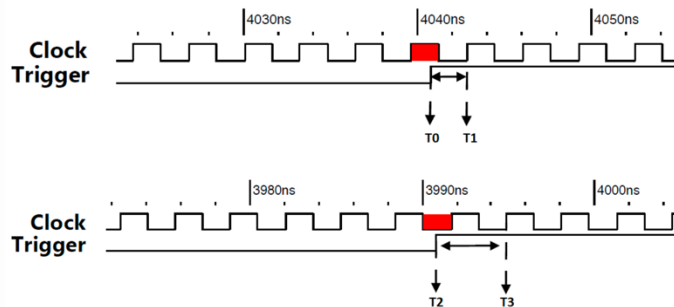 4030ns 4040ns 4050ns
Clock
Trigger
T0 T1
3980ns 3990ns 4000ns
Clock
Trigger
T2 T3